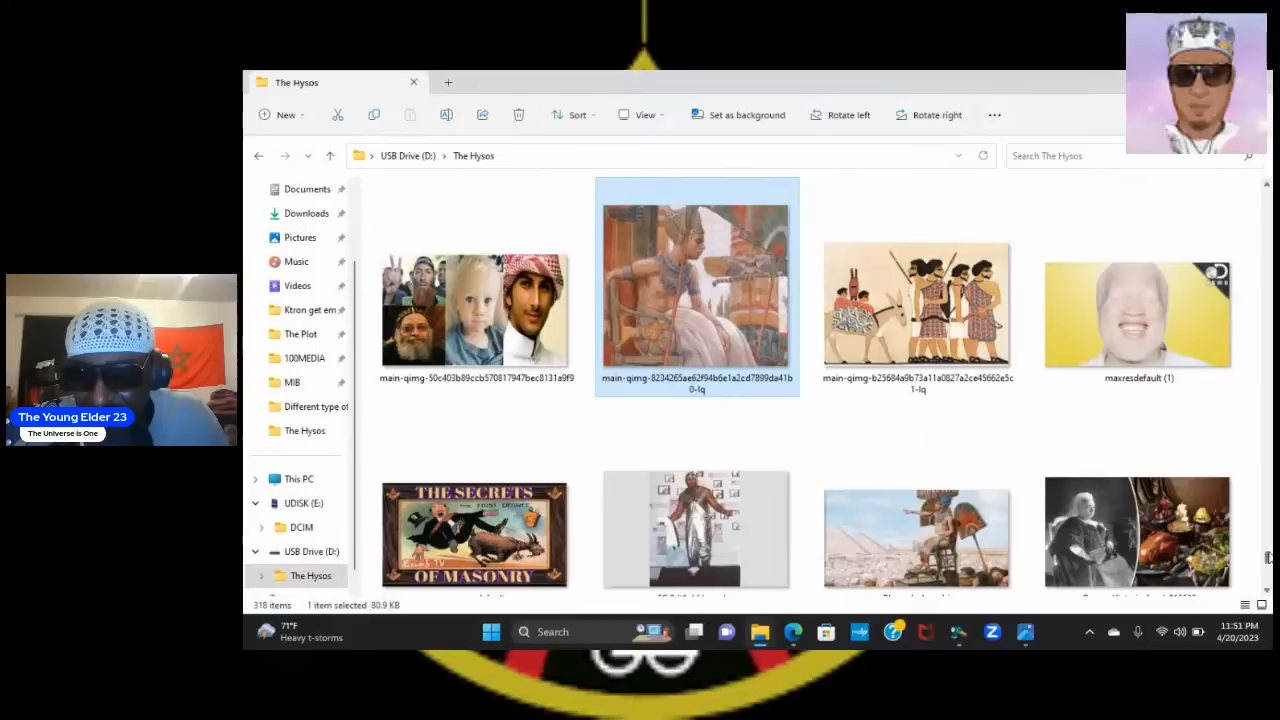 The Hysos
New
Sort
View
Set as background
Rotate left
Rotate right
USB Drive (D:)
The Hysos
Search The Hysos
Documents
Downloads
Pictures
Music
Videos
Ktron get em
The Plot
100MEDIA
MIB
Different type of
The Hysos
This PC
UDISK (E:)
DCIM
USB Drive (D:)
The Hysos
main-qimg-50c403b89ccb570817947bec8131a9f9
main-qimg-8234265ae62f94b6e1a2cd7899da41b
0-lq
main-qimg-b25684a9b73a11a0827a2ce45662e5c
1-lq
maxresdefault (1)
THE SECRETS
OF MASONRY
318 items
1 item selected 80.9 KB
The Young Elder 23
The Universe is One
71°F
Heavy t-storms
Search
11:51 PM
4/20/2023